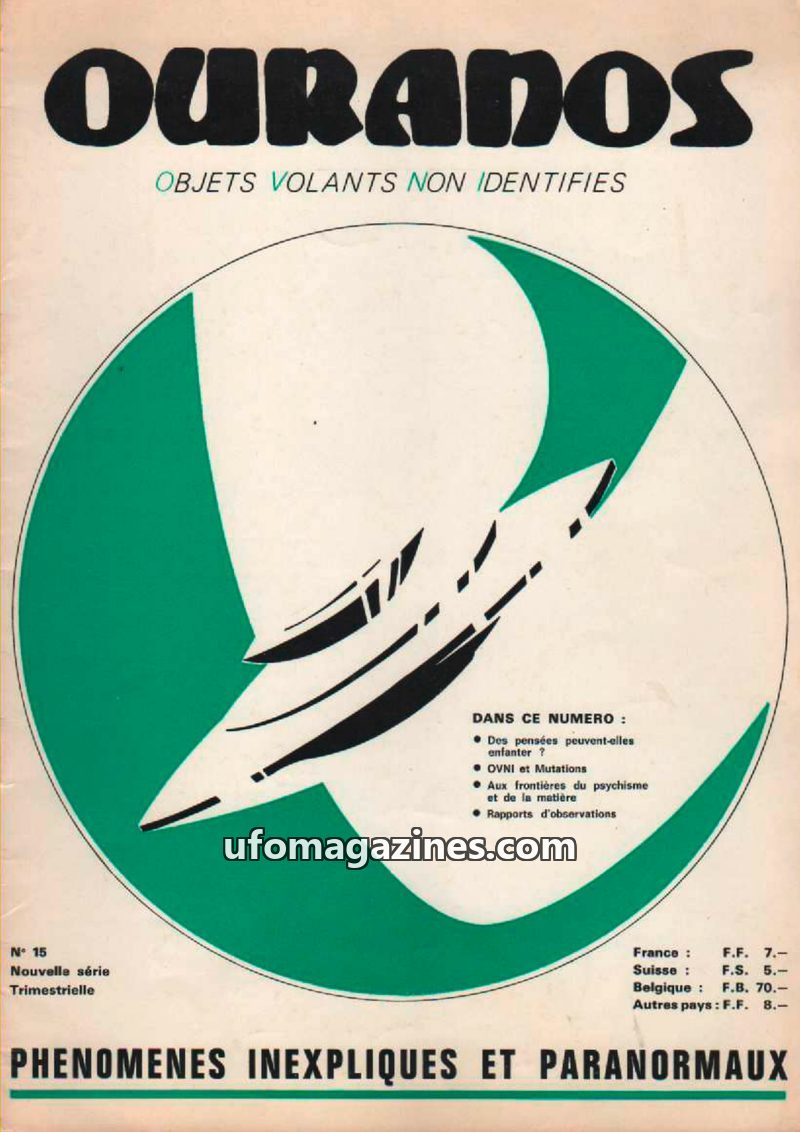 OURANOS
OBJETS VOLANTS NON IDENTIFIES
DANS CE NUMERO :
● Des pensées peuvent-elles
enfanter ?
● OVNI et Mutations
● Aux frontières du psychisme
et de la matière
● Rapports d'observations
ufomagazines.com
N° 15
Nouvelle série
Trimestrielle
France : F.F. 7.—
Suisse : F.S. 5.—
Belgique : F.B. 70.—
Autres pays : F.F. 8.—
PHENOMENES INEXPLIQUES ET PARANORMAUX